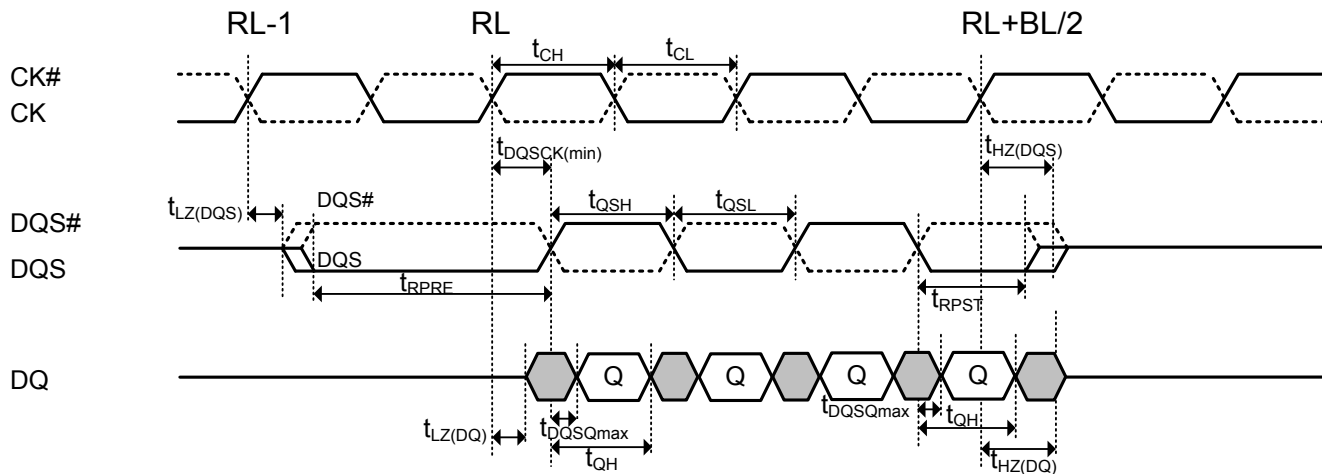 RL-1 RL RL+BL/2
tCH tCL
CK#
CK
tDQSCK(min) tHZ(DQS)
tLZ(DQS) DQS# tQSH tQSL
DQS#
DQS DQS
tRPRE tRPST
DQ Q Q Q Q
tDQSQmax tQH
tLZ(DQ) tDQSQmax
tQH tHZ(DQ)